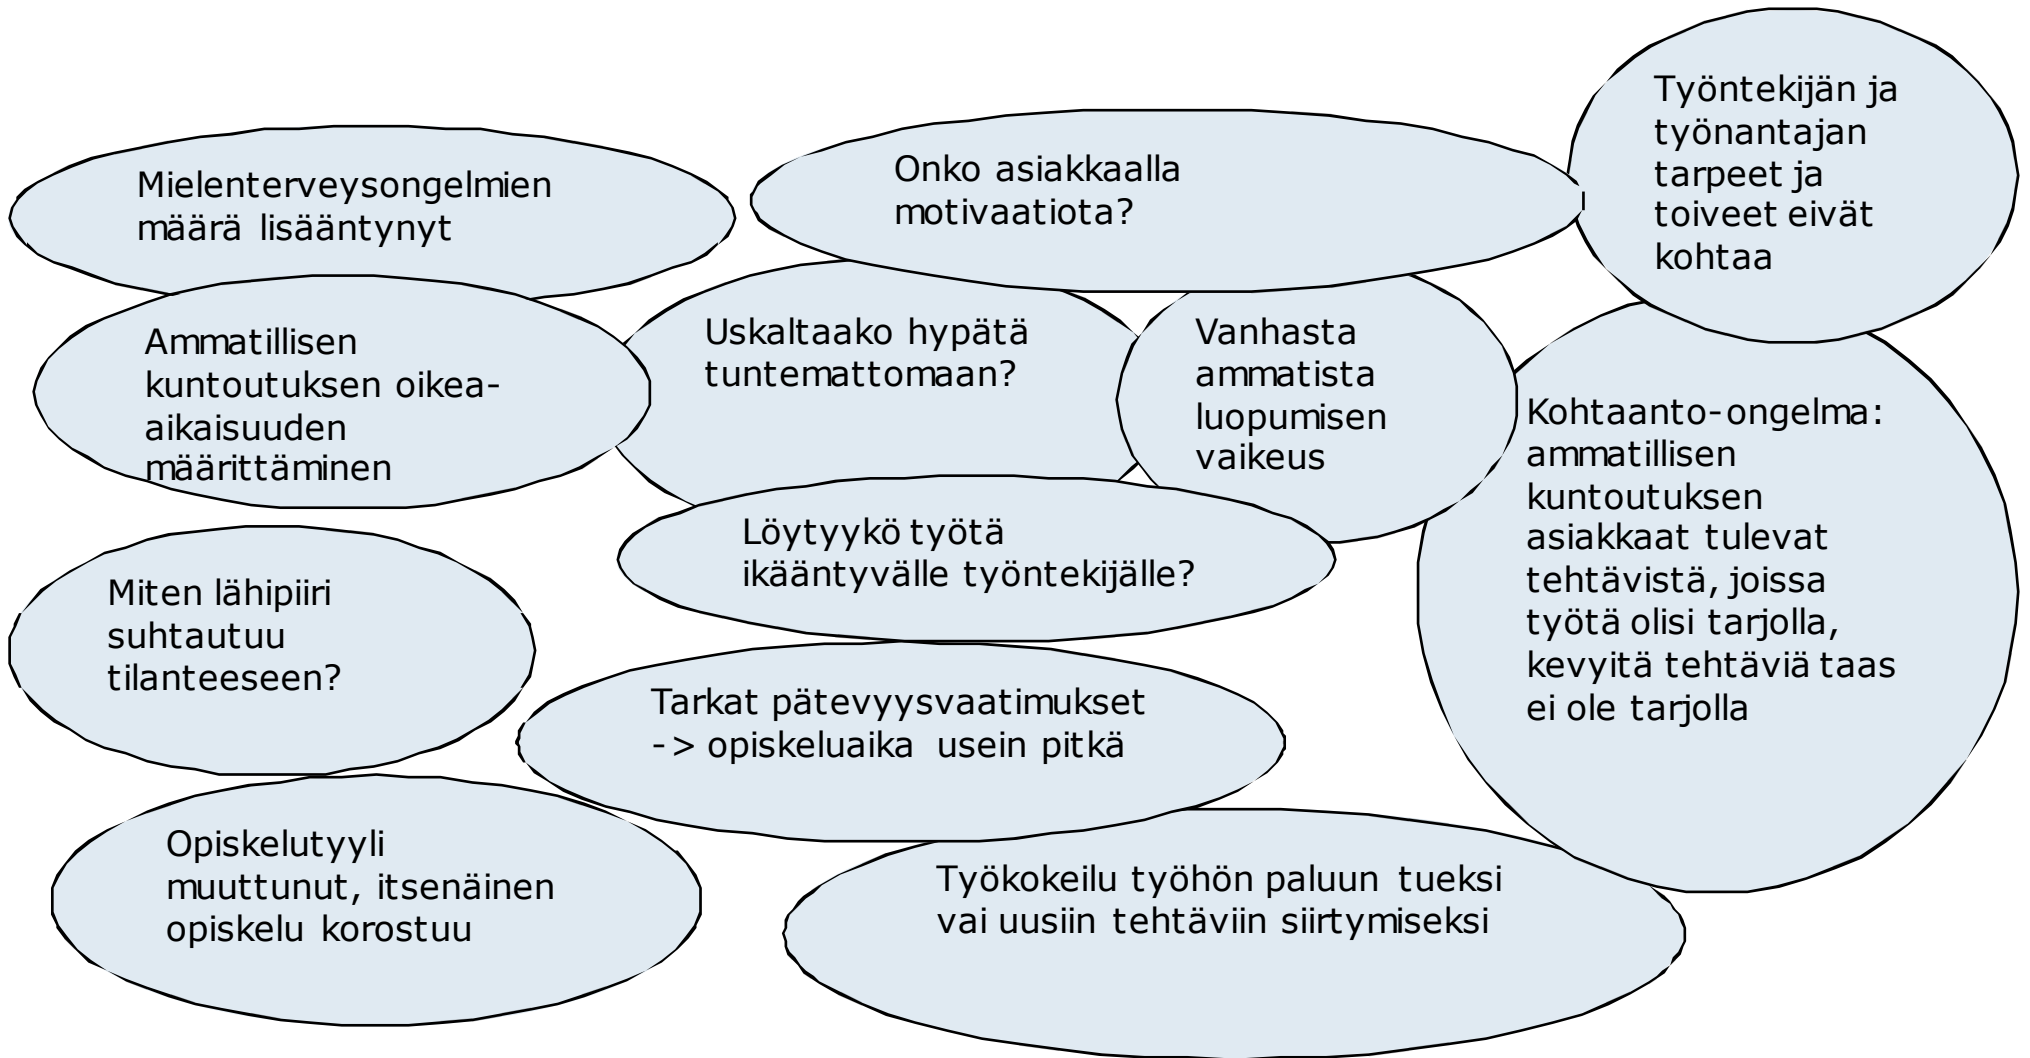 Mielenterveysongelmien
määrä lisääntynyt
Onko asiakkaalla
motivaatiota?
Työntekijän ja
työnantajan
tarpeet ja
toiveet eivät
kohtaa
Ammatillisen
kuntoutuksen oikea-
aikaisuuden
määrittäminen
Uskaltaako hypätä
tuntemattomaan?
Vanhasta
ammatista
luopumisen
vaikeus
Kohtaanto-ongelma:
ammatillisen
kuntoutuksen
asiakkaat tulevat
tehtävistä, joissa
työtä olisi tarjolla,
kevyitä tehtäviä taas
ei ole tarjolla
Löytyykö työtä
ikääntyvälle työntekijälle?
Miten lähipiiri
suhtautuu
tilanteeseen?
Tarkat pätevyysvaatimukset
-> opiskeluaika usein pitkä
Opiskelutyyli
muuttunut, itsenäinen
opiskelu korostuu
Työkokeilu työhön paluun tueksi
vai uusiin tehtäviin siirtymiseksi